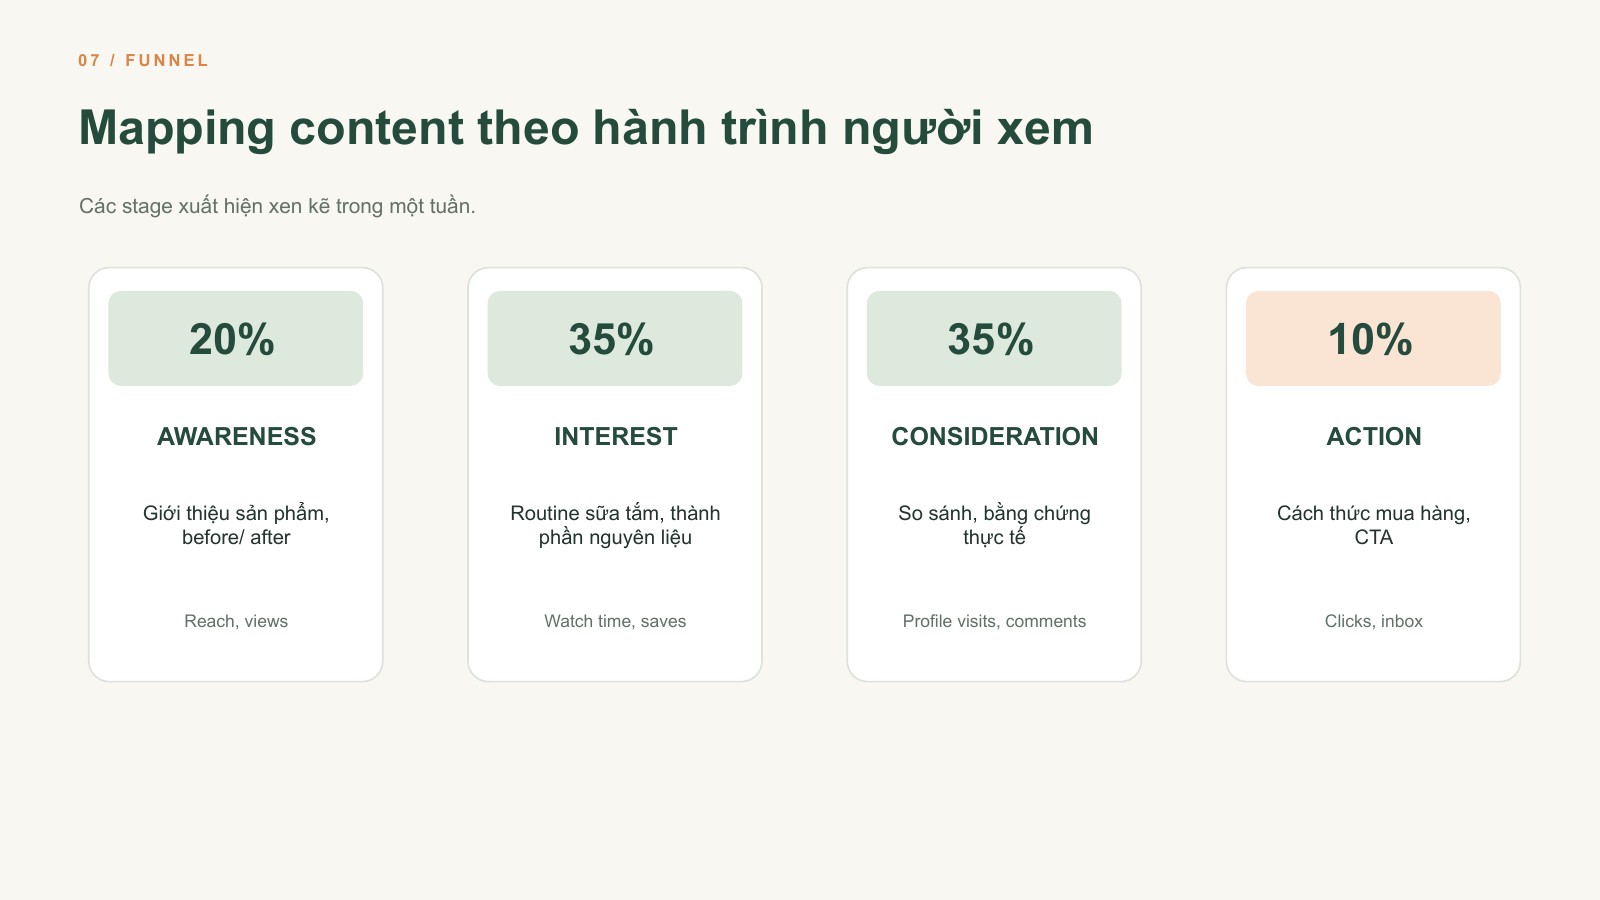 07 / FUNNEL
Mapping content theo hành trình người xem
Các stage xuất hiện xen kẽ trong một tuần.
20%
AWARENESS
Giới thiệu sản phẩm,
before/ after
Reach, views
35%
INTEREST
Routine sữa tắm, thành
phần nguyên liệu
Watch time, saves
35%
CONSIDERATION
So sánh, bằng chứng
thực tế
Profile visits, comments
10%
ACTION
Cách thức mua hàng,
CTA
Clicks, inbox